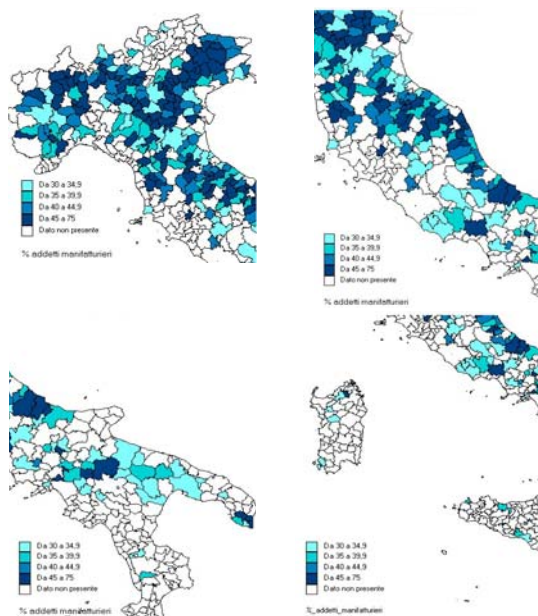 Da 30 a 34,9
Da 35 a 39,9
Da 40 a 44,9
Da 45 a 75
Dato non presente
% addetti manifatturieri
Da 30 a 34,9
Da 35 a 39,9
Da 40 a 44,9
Da 45 a 75
Dato non presente
% addetti manifatturieri
Da 30 a 34,9
Da 35 a 39,9
Da 40 a 44,9
Da 45 a 75
Dato non presente
% addetti manifatturieri
Da 30 a 34,9
Da 35 a 39,9
Da 40 a 44,9
Da 45 a 75
Dato non presente
%_addetti_manifatturieri